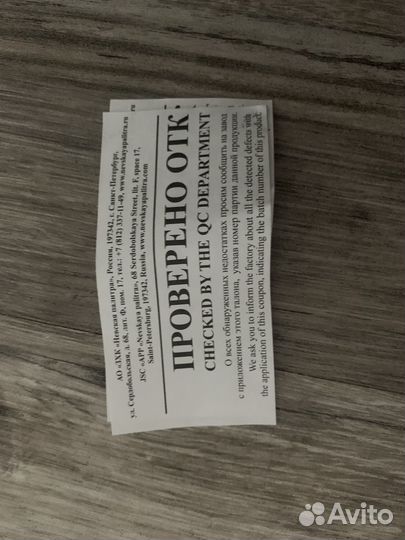 АО «ТХК «Невская палитра», Россия, 197342, г. Санкт-Петербург,
ул. Сердобольская, д. 68, лит. Ф, пом. 17, тел.: +7 (812) 337-11-49, www.nevskayapalitra.ru
JSC «APP «Nevskaya palitra», 68 Serdobolskaya Street, lit. F, space 17,
Saint-Petersburg, 197342, Russia, www.nevskayapalitra.com
ПРОВЕРЕНО ОТК
CHECKED BY THE QC DEPARTMENT
О всех обнаруженных недостатках просим сообщить на завод
с приложением этого талона, указав номер партии данной продукции.
We ask you to inform the factory about all the detected defects with
the application of this coupon, indicating the batch number of this product.
Avito